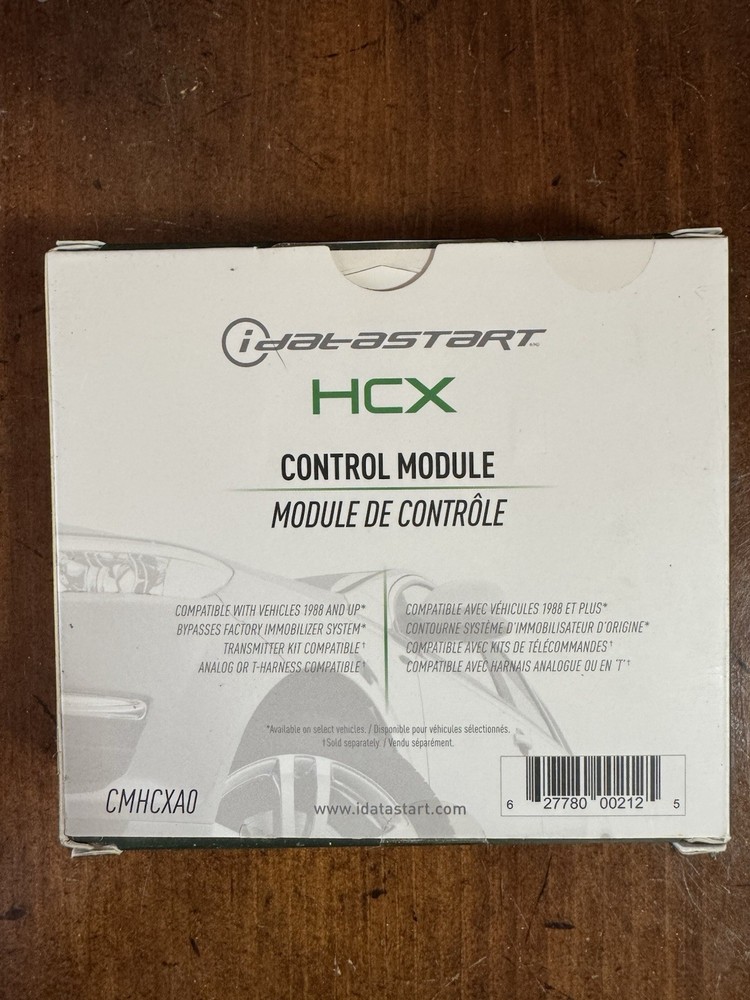 idatastart
HCX
CONTROL MODULE
MODULE DE CONTRÔLE
COMPATIBLE WITH VEHICLES 1988 AND UP*
BYPASSES FACTORY IMMOBILIZER SYSTEM*
TRANSMITTER KIT COMPATIBLE†
ANALOG OR T-HARNESS COMPATIBLE†
COMPATIBLE AVEC VÉHICULES 1988 ET PLUS*
CONTOURNE SYSTÈME D'IMMOBILISATEUR D'ORIGINE*
COMPATIBLE AVEC KITS DE TÉLÉCOMMANDES†
COMPATIBLE AVEC HARNAIS ANALOGUE OU EN 'T'†
*Available on select vehicles. / Disponible pour véhicules sélectionnés.
†Sold separately. / Vendu séparément.
CMHCXA0
www.idatastart.com
6 27780 00212 5